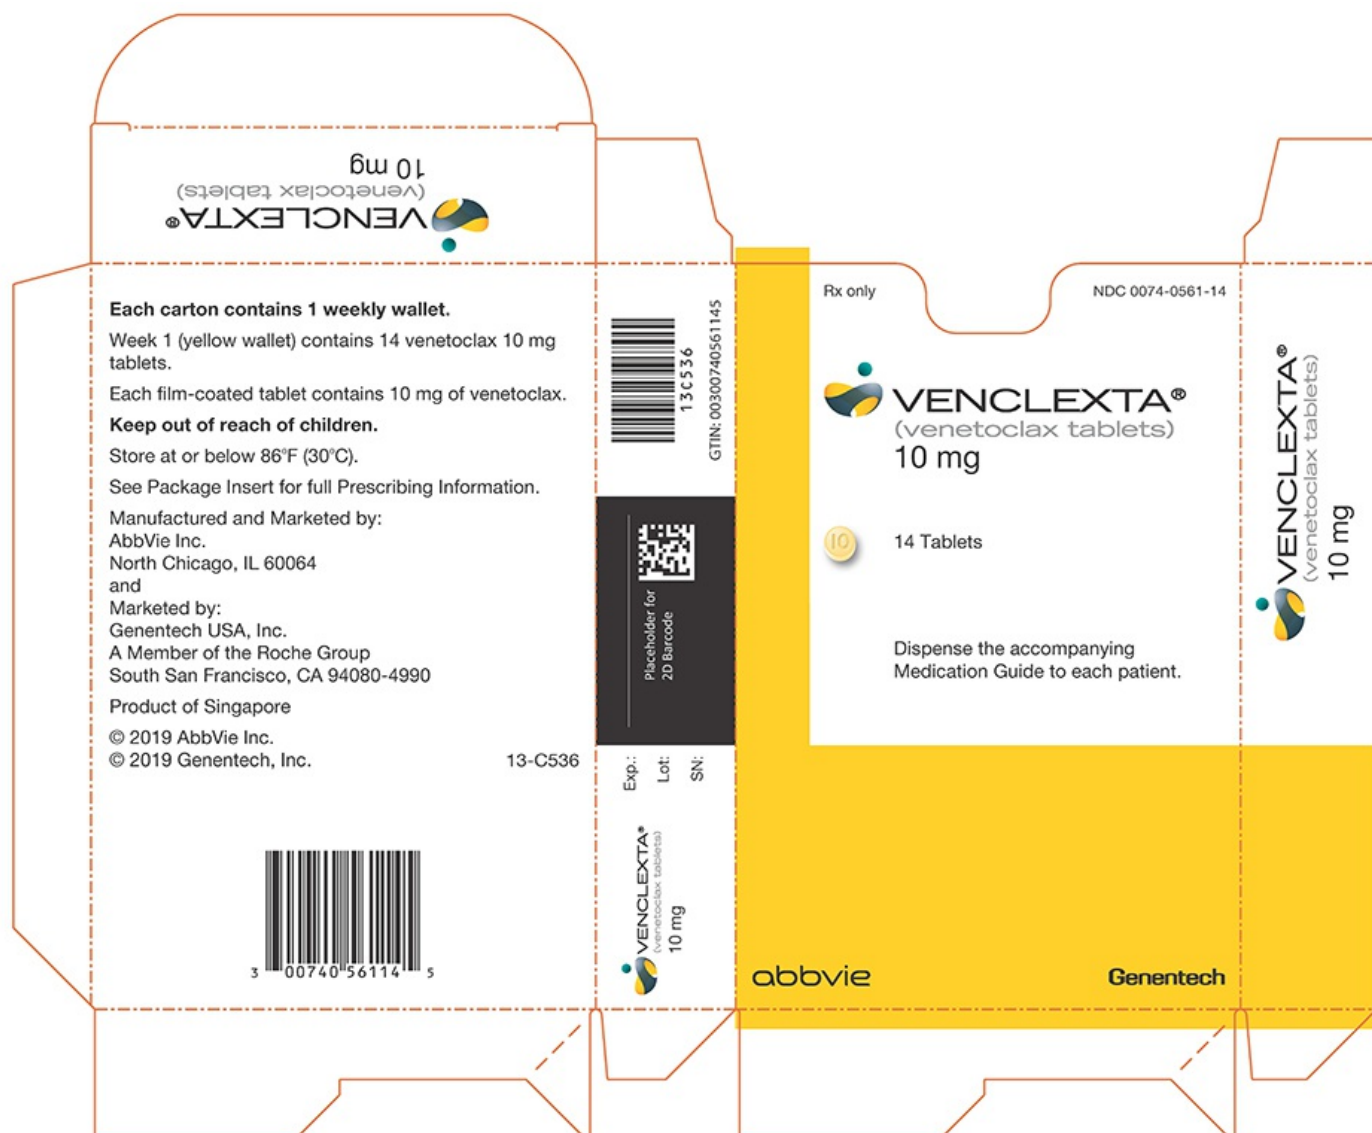 VENCLEXTA®
(venetoclax tablets)
10 mg
Each carton contains 1 weekly wallet.
Week 1 (yellow wallet) contains 14 venetoclax 10 mg
tablets.
Each film-coated tablet contains 10 mg of venetoclax.
Keep out of reach of children.
Store at or below 86°F (30°C).
See Package Insert for full Prescribing Information.
Manufactured and Marketed by:
AbbVie Inc.
North Chicago, IL 60064
and
Marketed by:
Genentech USA, Inc.
A Member of the Roche Group
South San Francisco, CA 94080-4990
Product of Singapore
© 2019 AbbVie Inc.
© 2019 Genentech, Inc.
13-C536
3 00740 56114 5
13C536
GTIN: 00300740561145
Placeholder for
2D Barcode
Exp.:
Lot:
SN:
VENCLEXTA®
(venetoclax tablets)
10 mg
Rx only
NDC 0074-0561-14
VENCLEXTA®
(venetoclax tablets)
10 mg
10
14 Tablets
Dispense the accompanying
Medication Guide to each patient.
abbvie
Genentech
VENCLEXTA®
(venetoclax tablets)
10 mg